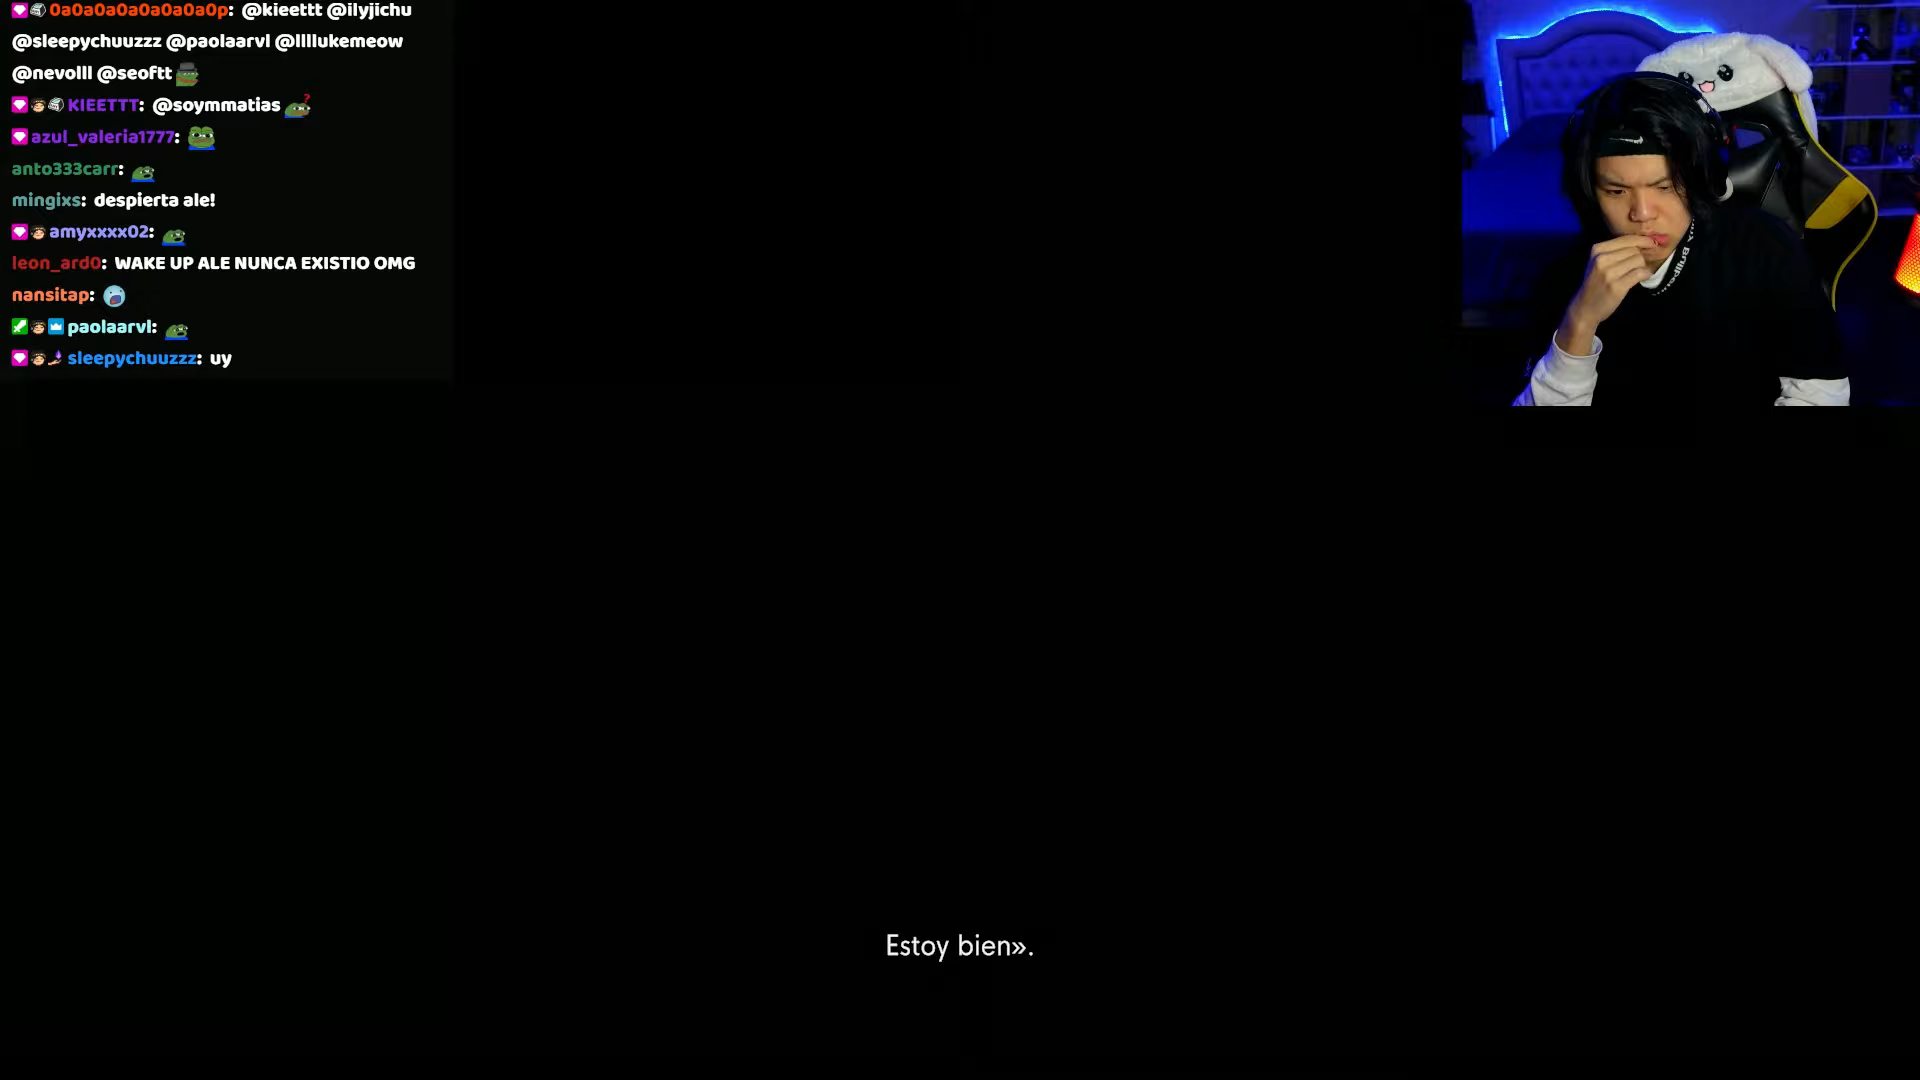 0a0a0a0a0a0a0a0p: @kieettt @ilyjichu
@sleepychuuzzz @paolaarvl @llllukemeow
@nevolll @seoftt
KIEETTT: @soymmatias
azul_valeria1777:
anto333carr:
mingixs: despierta ale!
amyxxxx02:
leon_ard0: WAKE UP ALE NUNCA EXISTIO OMG
nansitap:
paolaarvl:
sleepychuuzzz: uy
Estoy bien».